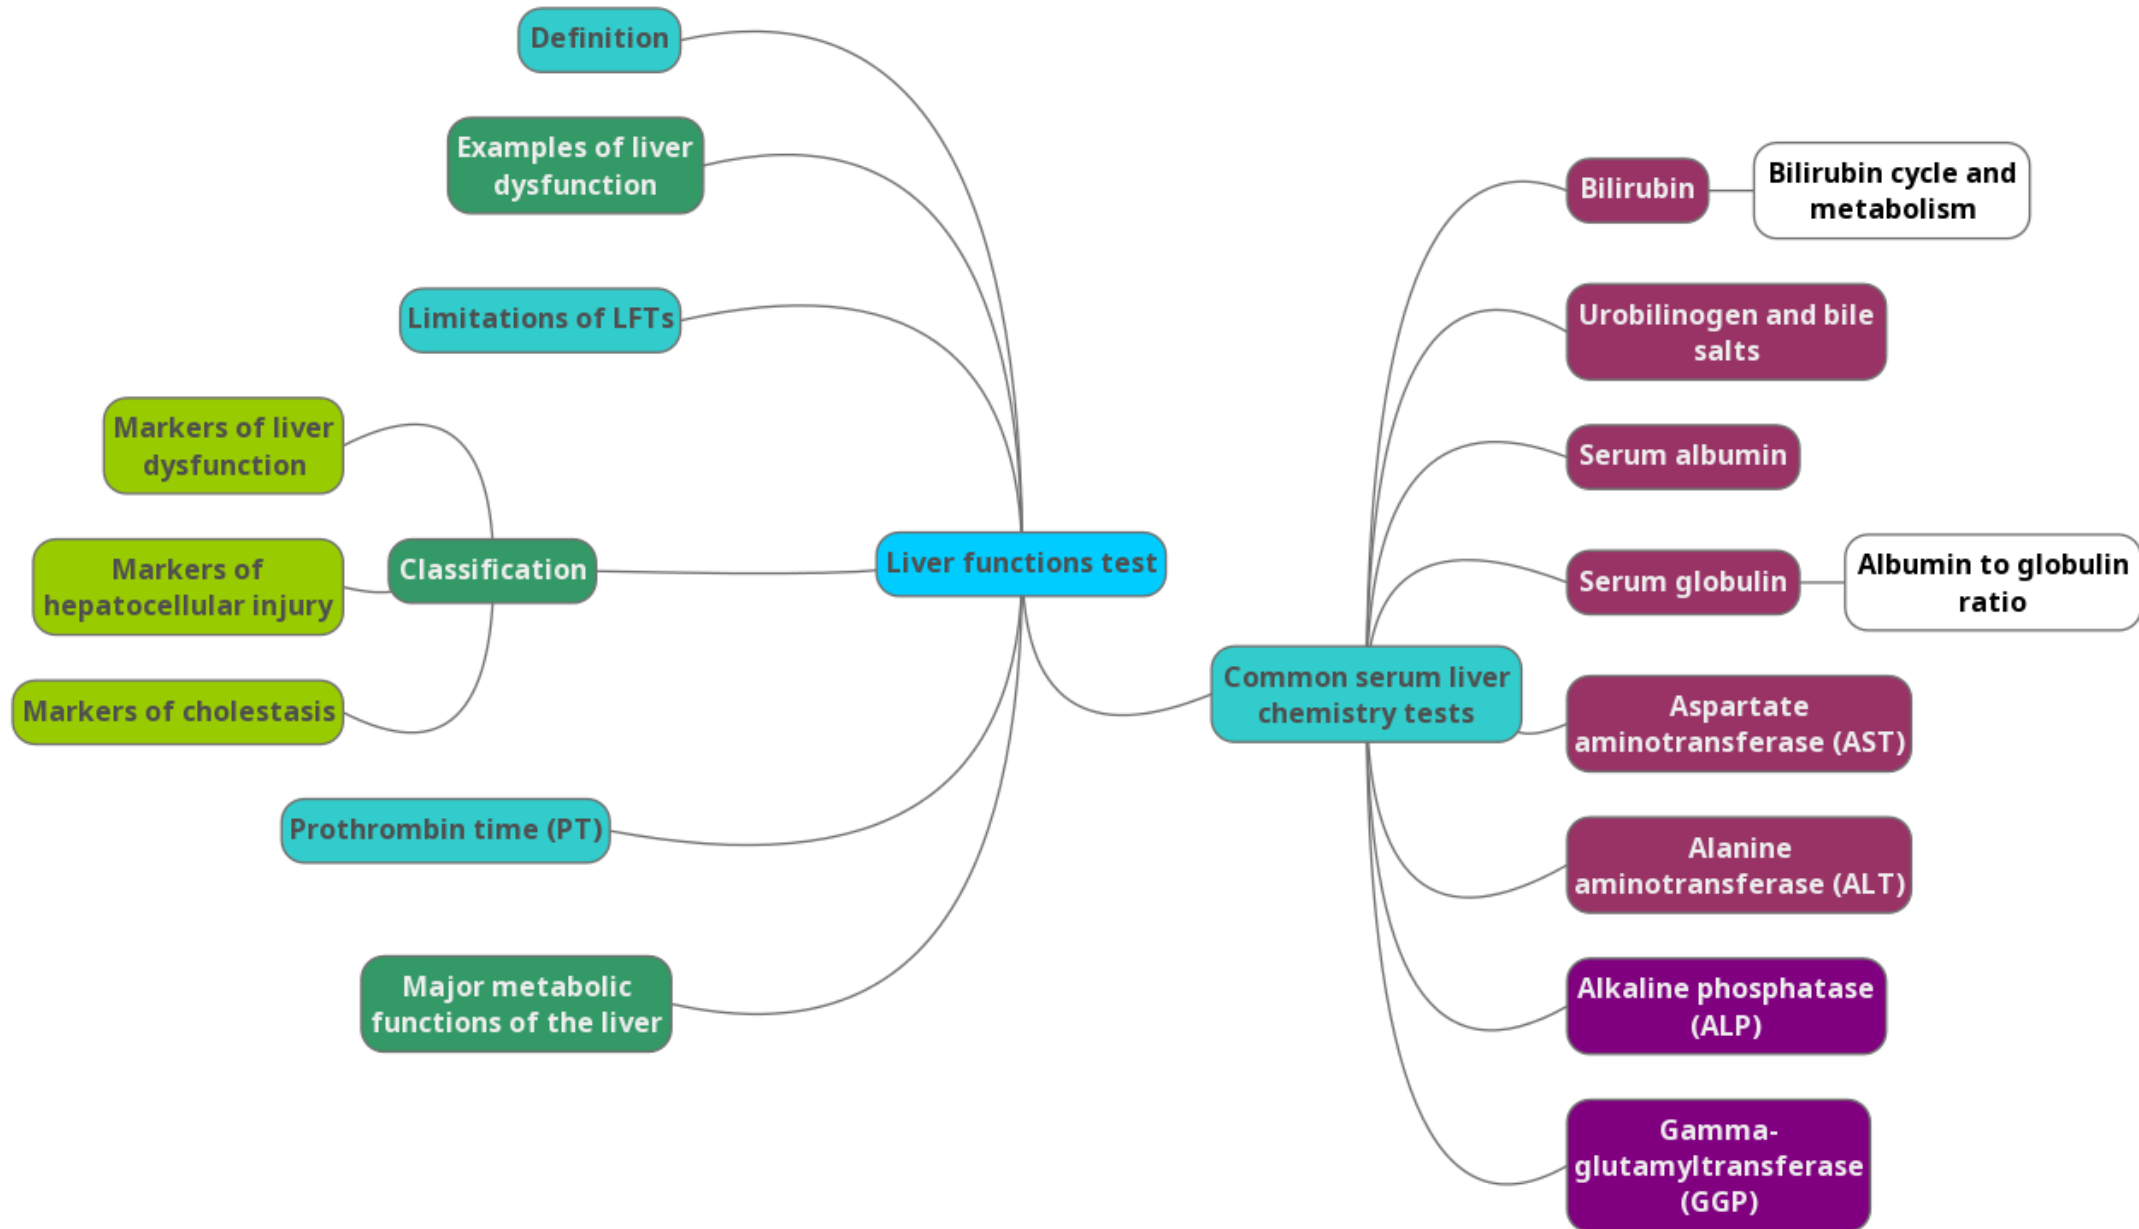 Definition
Examples of liver
dysfunction
Limitations of LFTs
Markers of liver
dysfunction
Markers of
hepatocellular injury
Markers of cholestasis
Classification
Prothrombin time (PT)
Major metabolic
functions of the liver
Liver functions test
Common serum liver
chemistry tests
Bilirubin
Bilirubin cycle and
metabolism
Urobilinogen and bile
salts
Serum albumin
Serum globulin
Albumin to globulin
ratio
Aspartate
aminotransferase (AST)
Alanine
aminotransferase (ALT)
Alkaline phosphatase
(ALP)
Gamma-
glutamyltransferase
(GGP)